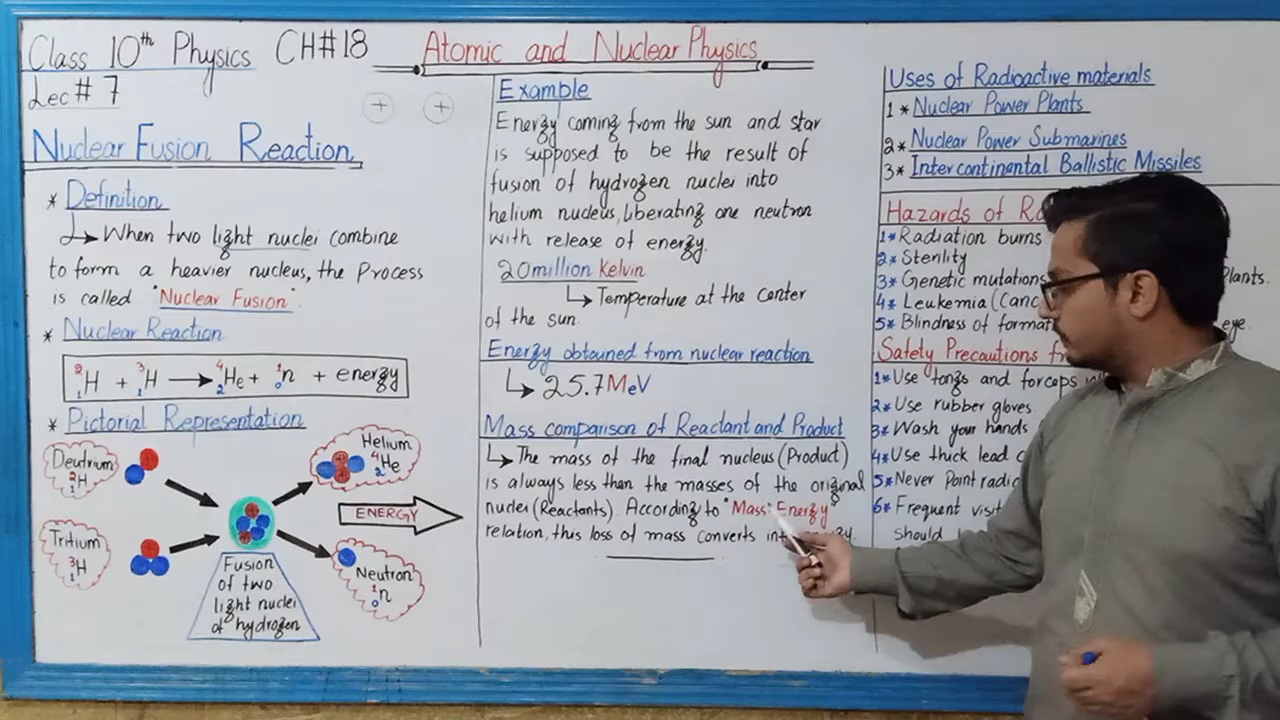 Class 10th Physics CH#18
Atomic and Nuclear Physics
Lec# 7
Nuclear Fusion Reaction
* Definition
When two light nuclei combine
to form a heavier nucleus, the Process
is called "Nuclear Fusion".
* Nuclear Reaction
²₁H + ³₁H → ⁴₂He + ¹₀n + energy
* Pictorial Representation
Deutrium
²₁H
Tritium
³₁H
Helium
⁴₂He
ENERGY
Neutron
¹₀n
Fusion
of two
light nuclei
of hydrogen
Example
Energy coming from the sun and star
is supposed to be the result of
fusion of hydrogen nuclei into
helium nucleus, liberating one neutron
with release of energy.
20million Kelvin
Temperature at the center
of the sun.
Energy obtained from nuclear reaction
25.7MeV
Mass comparison of Reactant and Product
The mass of the final nucleus (Product)
is always less then the masses of the original
nuclei (Reactants). According to "Mass Energy"
relation, this loss of mass converts
Uses of Radioactive materials
1* Nuclear Power Plants
2* Nuclear Power Submarines
3* Intercontinental Ballistic Missiles
Hazards of
1* Radiation burns
2* Sterility
3* Genetic mutations Plants.
4* Leukemia
5* Blindness of eye
Safety Precautions
1* Use tongs and forceps
2* Use rubber gloves
3* Wash your hands
4* Use thick lead
5* Never Point
6* Frequent
should